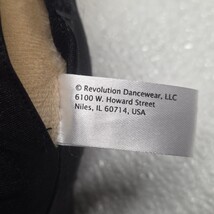 © Revolution Dancewear, LLC
6100 W. Howard Street
Niles, IL 60714, USA